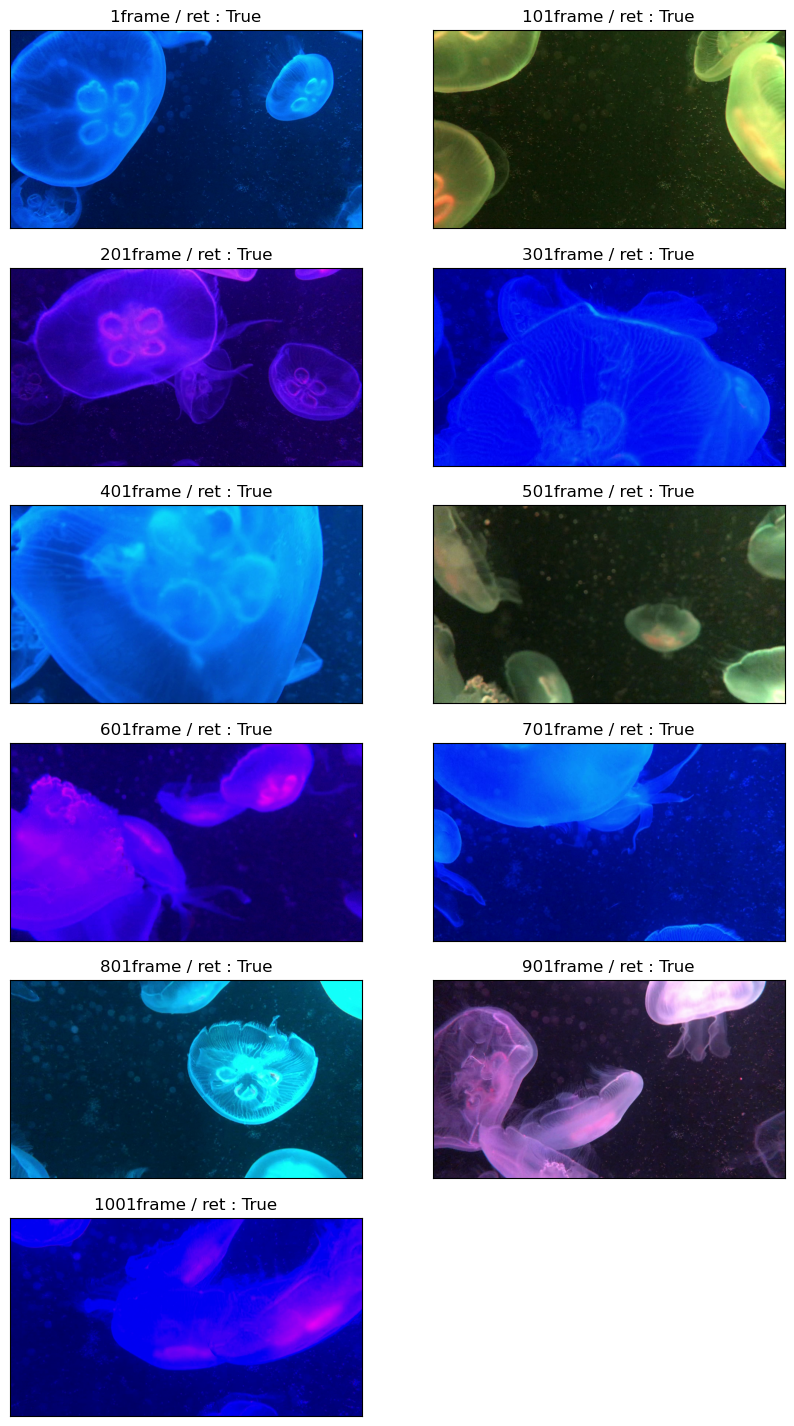 1frame / ret : True
101frame / ret : True
201frame / ret : True
301frame / ret : True
401frame / ret : True
501frame / ret : True
601frame / ret : True
701frame / ret : True
801frame / ret : True
901frame / ret : True
1001frame / ret : True